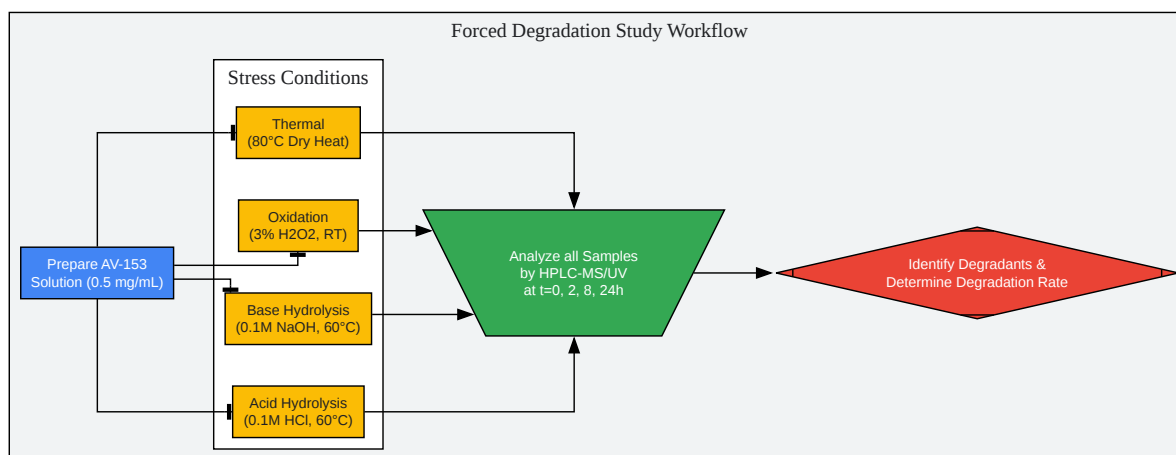 Forced Degradation Study Workflow
Stress Conditions
Thermal
(80°C Dry Heat)
Oxidation
(3% H2O2, RT)
Prepare AV-153
Solution (0.5 mg/mL)
Base Hydrolysis
(0.1M NaOH, 60°C)
Acid Hydrolysis
(0.1M HCl, 60°C)
Analyze all Samples
by HPLC-MS/UV
at t=0, 2, 8, 24h
Identify Degradants &
Determine Degradation Rate